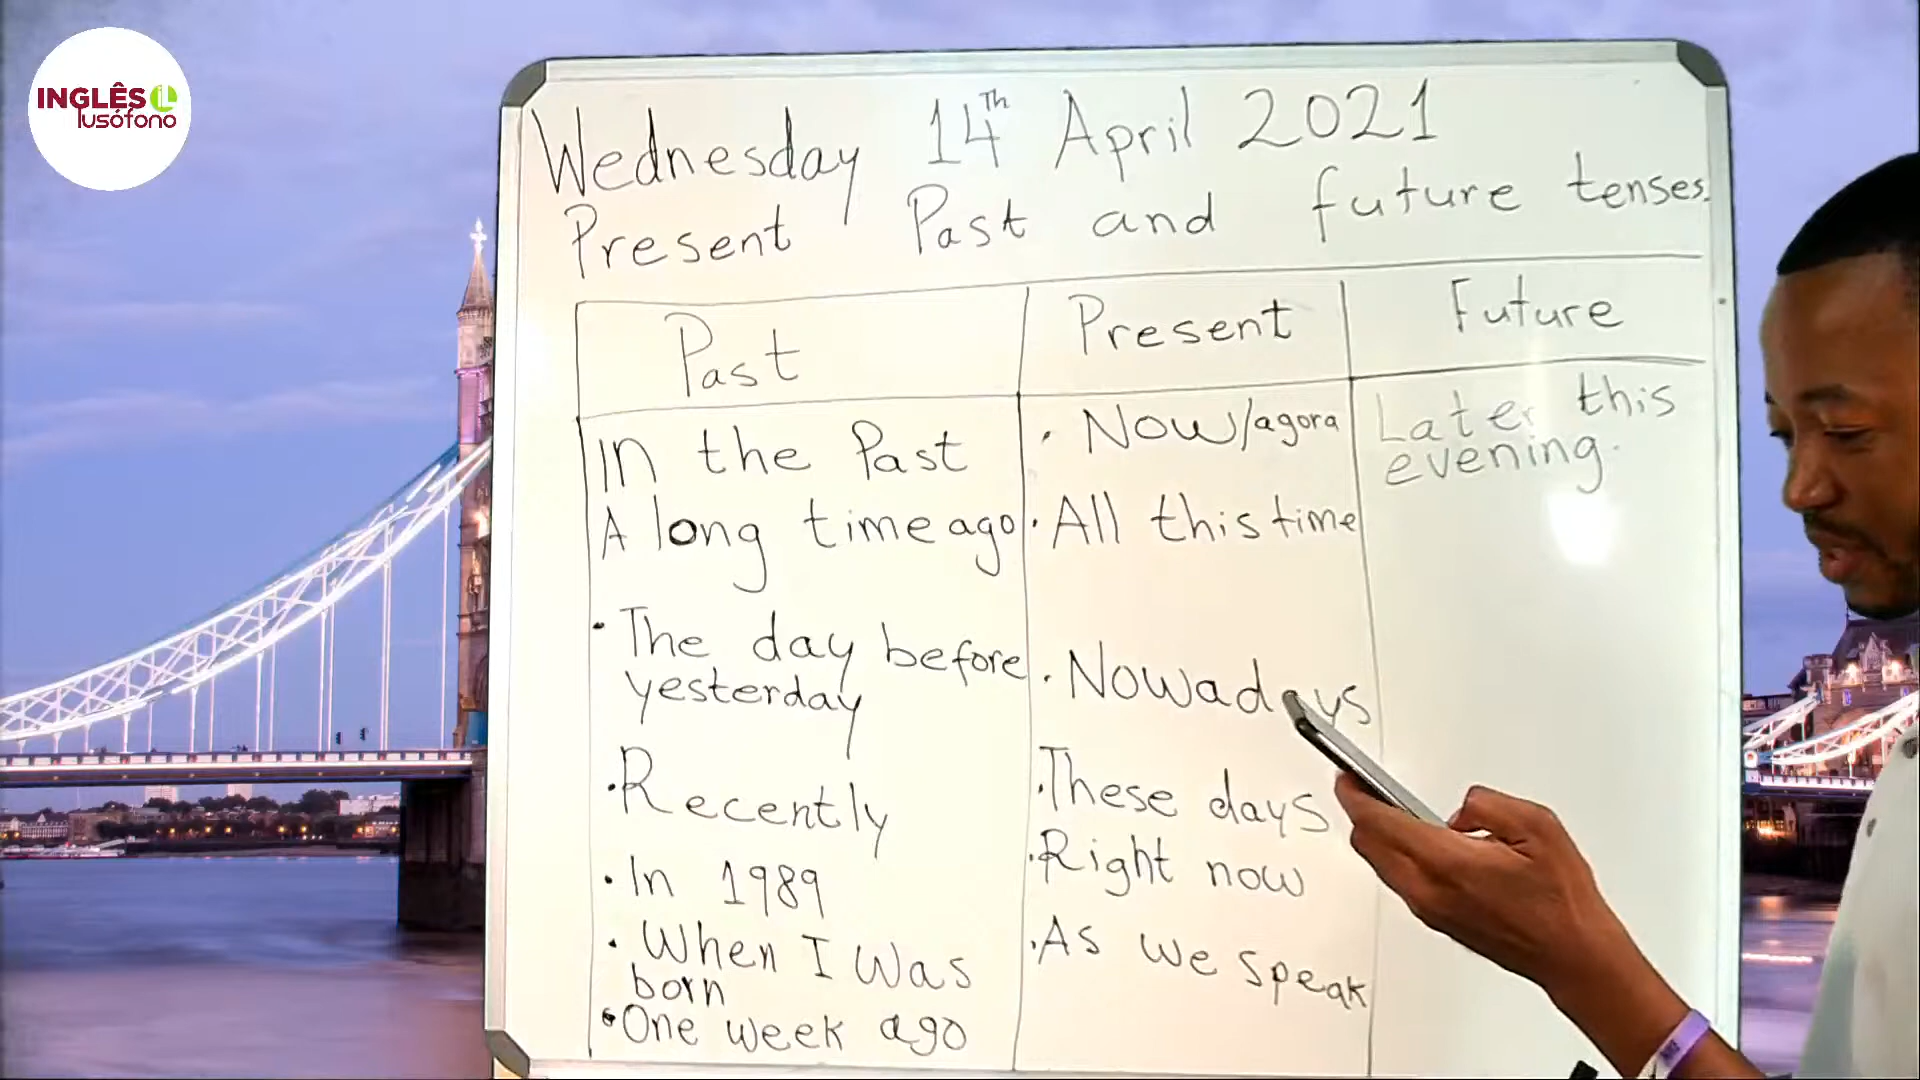 INGLÊS
lusófono
Wednesday 14Th April 2021
Present Past and future tenses.
Past
Present
Future
In the Past
A long time ago
• The day before
yesterday
• Recently
• In 1989
• When I Was
born
• One week ago
• Now/agora
• All this time
• Nowadays
• These days
• Right now
• As we speak
Later this
evening.